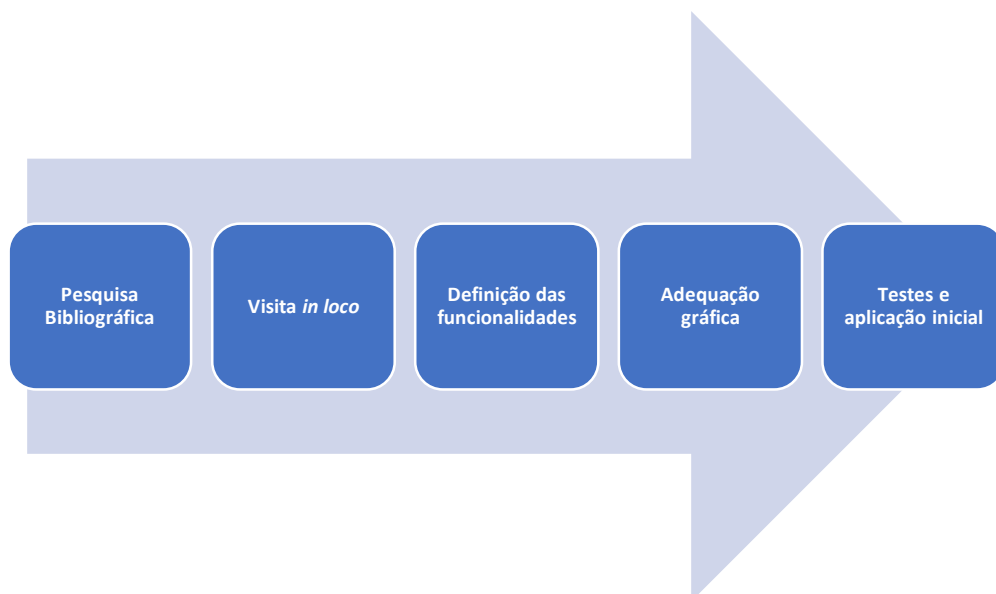 Pesquisa
Bibliográfica
Visita in loco
Definição das
funcionalidades
Adequação
gráfica
Testes e
aplicação inicial